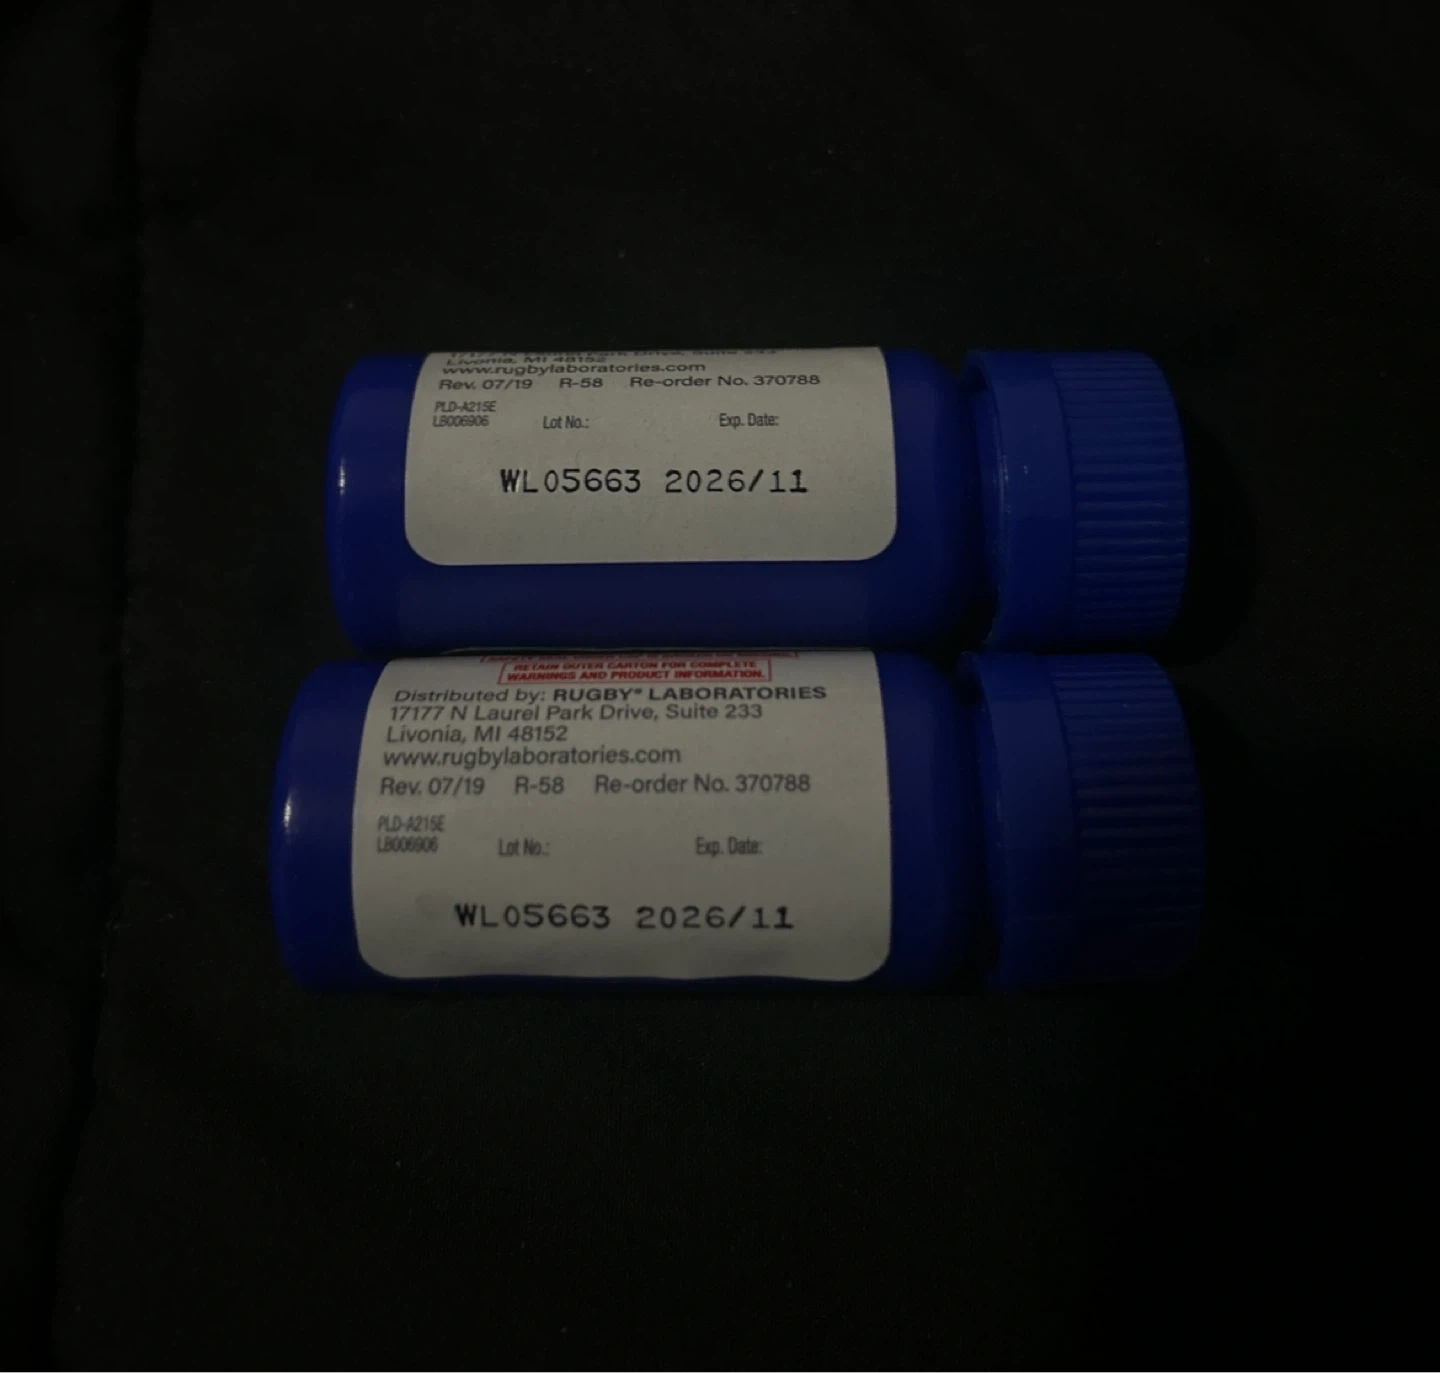 Livonia, MI 48152
www.rugbylaboratories.com
Rev. 07/19 R-58 Re-order No. 370788
PLD-A215E
LB006906 Lot No.: Exp. Date:
WL05663 2026/11
RETAIN OUTER CARTON FOR COMPLETE
WARNINGS AND PRODUCT INFORMATION.
Distributed by: RUGBY® LABORATORIES
17177 N Laurel Park Drive, Suite 233
Livonia, MI 48152
www.rugbylaboratories.com
Rev. 07/19 R-58 Re-order No. 370788
PLD-A215E
LB006906 Lot No.: Exp. Date:
WL05663 2026/11